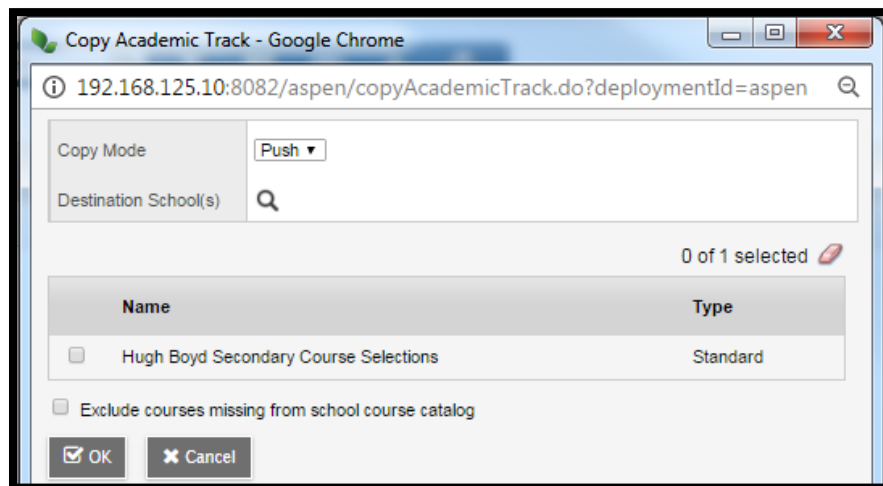 Copy Academic Track - Google Chrome
192.168.125.10:8082/aspen/copyAcademicTrack.do?deploymentId=aspen
Copy Mode Push
Destination School(s)
0 of 1 selected
Name Type
Hugh Boyd Secondary Course Selections Standard
Exclude courses missing from school course catalog
OK Cancel